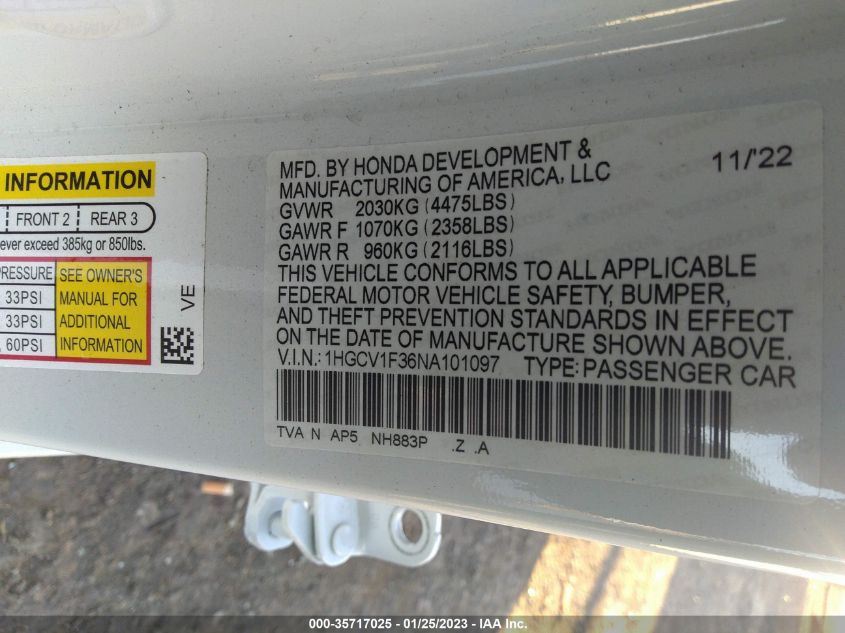 INFORMATION
FRONT 2 REAR 3
ever exceed 385kg or 850lbs.
PRESSURE SEE OWNER'S
33PSI MANUAL FOR
33PSI ADDITIONAL
60PSI INFORMATION
VE
MFD. BY HONDA DEVELOPMENT & 11/'22
MANUFACTURING OF AMERICA, LLC
GVWR 2030KG (4475LBS)
GAWR F 1070KG (2358LBS)
GAWR R 960KG (2116LBS)
THIS VEHICLE CONFORMS TO ALL APPLICABLE
FEDERAL MOTOR VEHICLE SAFETY, BUMPER,
AND THEFT PREVENTION STANDARDS IN EFFECT
ON THE DATE OF MANUFACTURE SHOWN ABOVE.
V.I.N.: 1HGCV1F36NA101097 TYPE: PASSENGER CAR
TVA N AP5 NH883P .Z .A
000-35717025 - 01/25/2023 - IAA Inc.